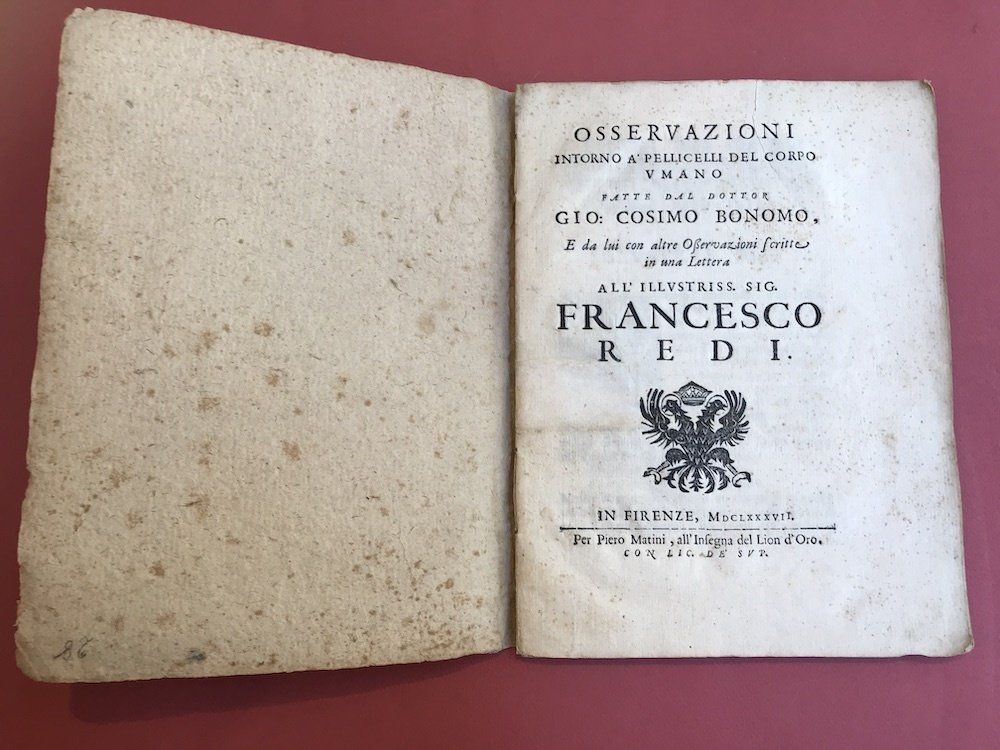 OSSERVAZIONI
INTORNO A' PELLICELLI DEL CORPO
VMANO
FATTE DAL DOTTOR
GIO: COSIMO BONOMO,
E da lui con altre Oſſervazioni ſcritte
in una Lettera
ALL' ILLVSTRISS. SIG.
FRANCESCO
REDI.
IN FIRENZE, MDCLXXXVII.
Per Piero Matini, all'Inſegna del Lion d'Oro.
CON LIC. DE' SVP.